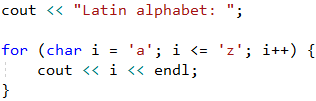 cout << "Latin alphabet: ";
for (char i = 'a'; i <= 'z'; i++) {
cout << i << endl;
}